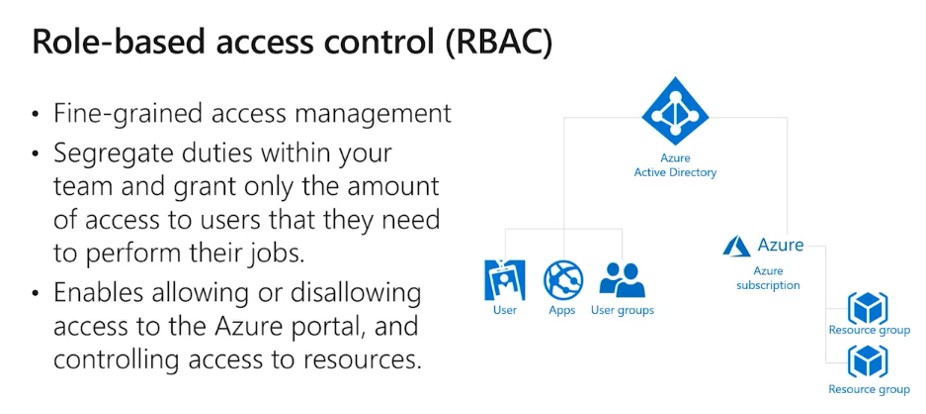 Role-based access control (RBAC)
• Fine-grained access management
• Segregate duties within your
team and grant only the amount
of access to users that they need
to perform their jobs.
• Enables allowing or disallowing
access to the Azure portal, and
controlling access to resources.
Azure
Active Directory
User
Apps
User groups
Azure
Azure
subscription
Resource group
Resource group